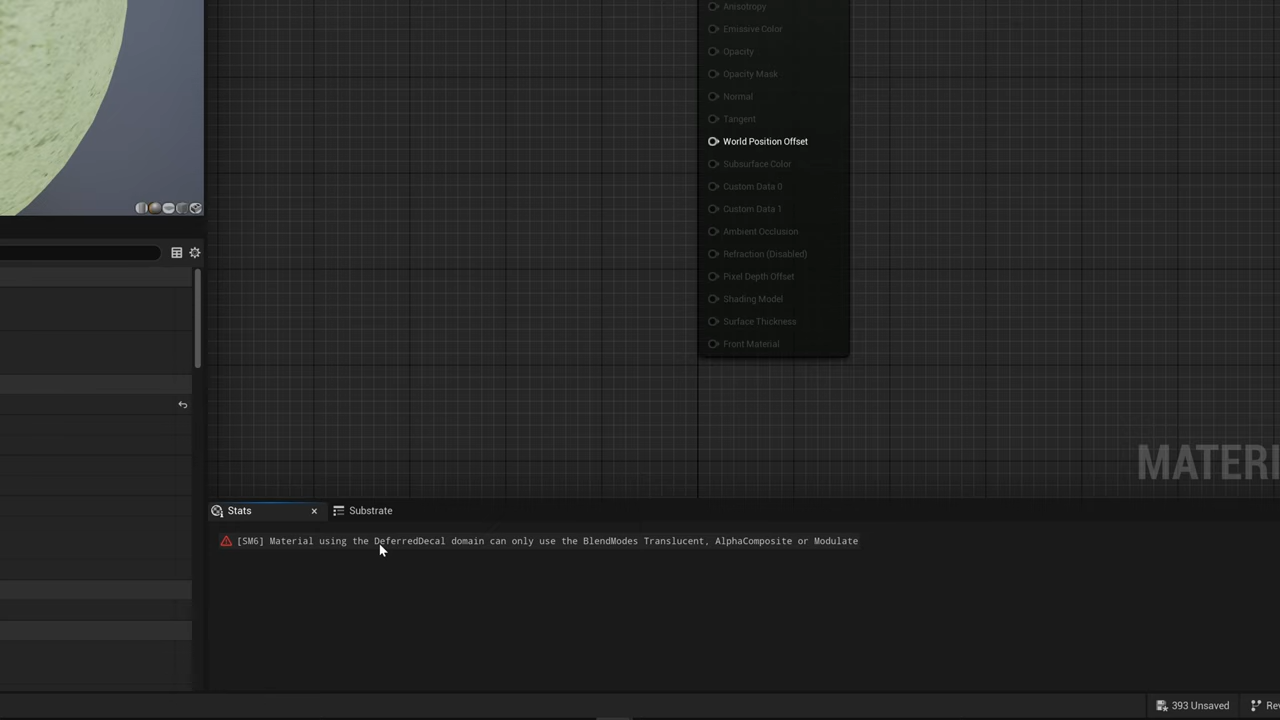 Anisotropy
Emissive Color
Opacity
Opacity Mask
Normal
Tangent
World Position Offset
Subsurface Color
Custom Data 0
Custom Data 1
Ambient Occlusion
Refraction (Disabled)
Pixel Depth Offset
Shading Model
Surface Thickness
Front Material
MATERI
Stats
Substrate
[SM6] Material using the DeferredDecal domain can only use the BlendModes Translucent, AlphaComposite or Modulate
393 Unsaved
Rev